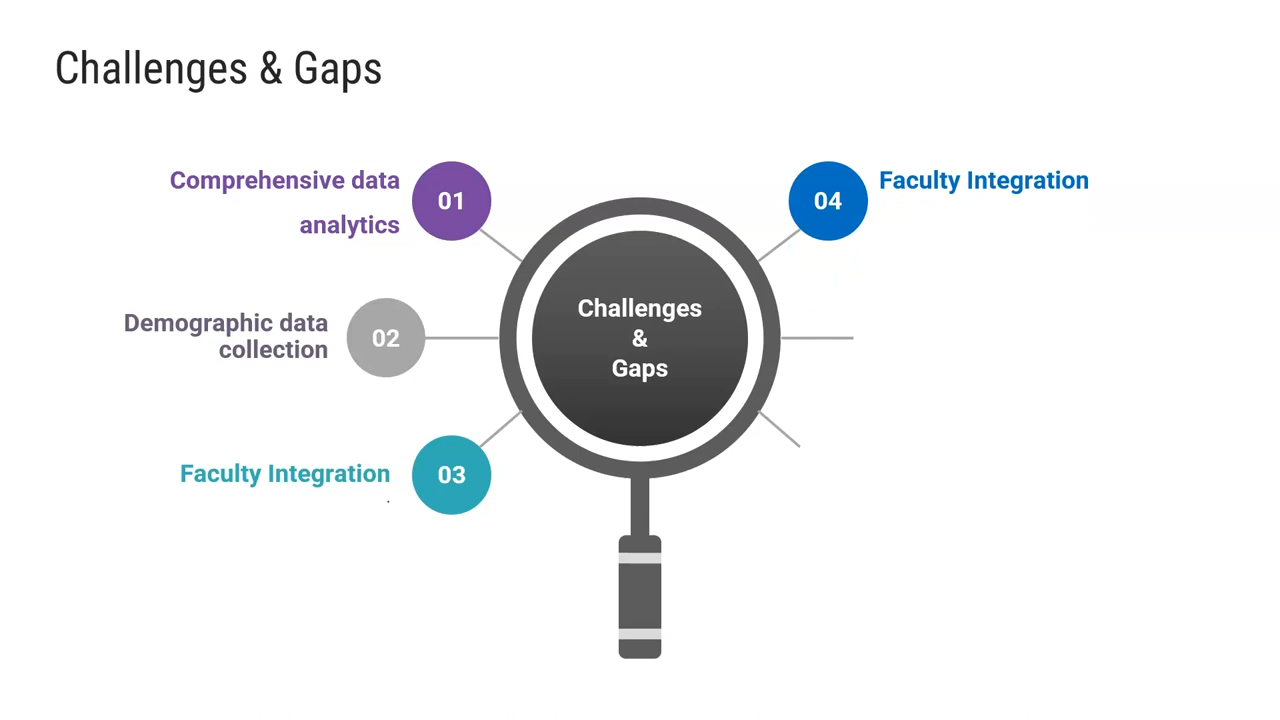 Challenges & Gaps
Comprehensive data
analytics
01
Demographic data
collection
02
Faculty Integration
.
03
Challenges
&
Gaps
04
Faculty Integration